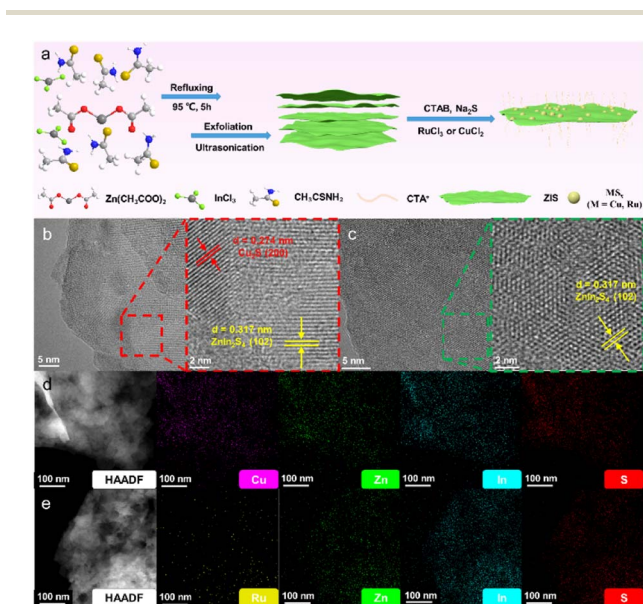 a
Refluxing
95 ℃, 5h
Exfoliation
Ultrasonication
CTAB, Na₂S
RuCl₃ or CuCl₂
Zn(CH₃COO)₂
InCl₃
CH₃CSNH₂
CTA⁺
ZIS
MSₓ
(M = Cu, Ru)
b
d = 0.274 nm
Cu₂S (200)
d = 0.317 nm
ZnIn₂S₄ (102)
5 nm
2 nm
c
d = 0.317 nm
ZnIn₂S₄ (102)
5 nm
2 nm
d
100 nm
HAADF
100 nm
Cu
100 nm
Zn
100 nm
In
100 nm
S
e
100 nm
HAADF
100 nm
Ru
100 nm
Zn
100 nm
In
100 nm
S